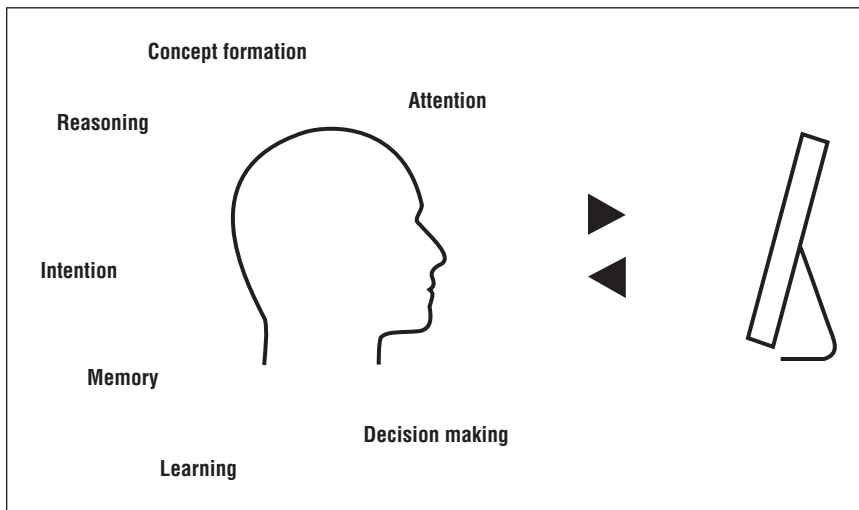 Concept formation
Attention
Reasoning
Intention
Memory
Decision making
Learning